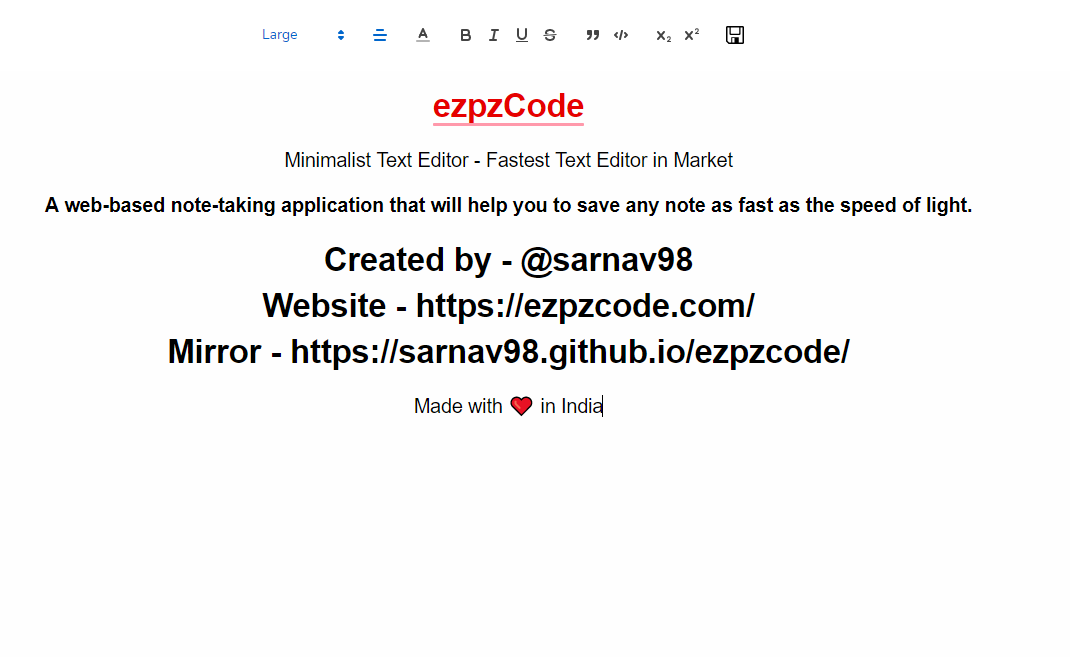 Large A B I U S X₂ X²
ezpzCode
Minimalist Text Editor - Fastest Text Editor in Market
A web-based note-taking application that will help you to save any note as fast as the speed of light.
Created by - @sarnav98
Website - https://ezpzcode.com/
Mirror - https://sarnav98.github.io/ezpzcode/
Made with ❤ in India